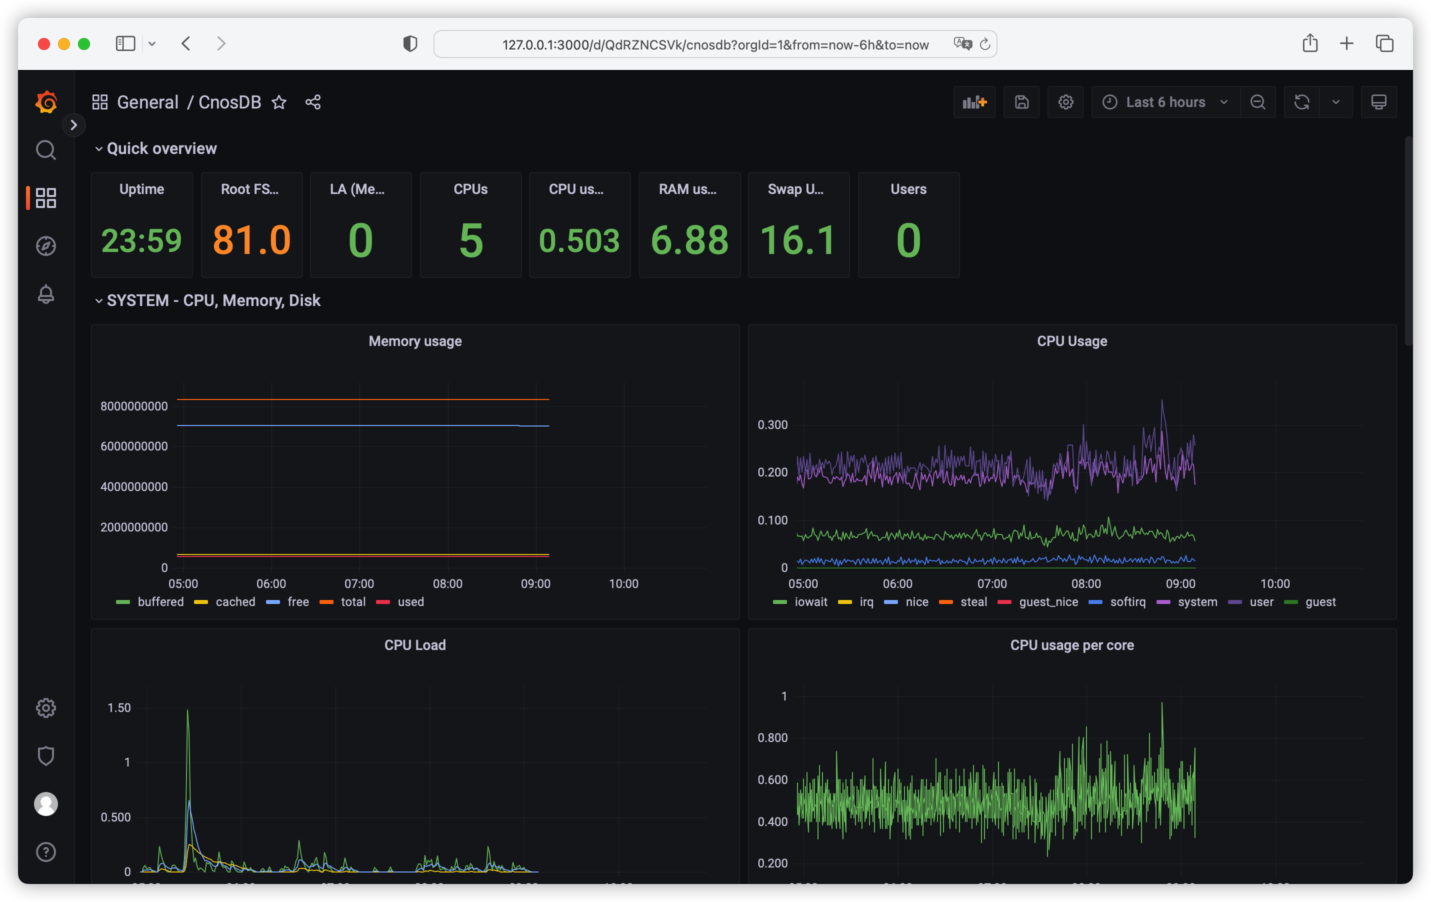 127.0.0.1:3000/d/QdRZNCSVk/cnosdb?orgId=1&from=now-6h&to=now
General / CnosDB
Last 6 hours
Quick overview
Uptime
23:59
Root FS...
81.0
LA (Me...
0
CPUs
5
CPU us...
0.503
RAM us...
6.88
Swap U...
16.1
Users
0
SYSTEM - CPU, Memory, Disk
Memory usage
8000000000
6000000000
4000000000
2000000000
0
05:00 06:00 07:00 08:00 09:00 10:00
buffered cached free total used
CPU Usage
0.300
0.200
0.100
0
05:00 06:00 07:00 08:00 09:00 10:00
iowait irq nice steal guest_nice softirq system user guest
CPU Load
1.50
1
0.500
0
CPU usage per core
1
0.800
0.600
0.400
0.200